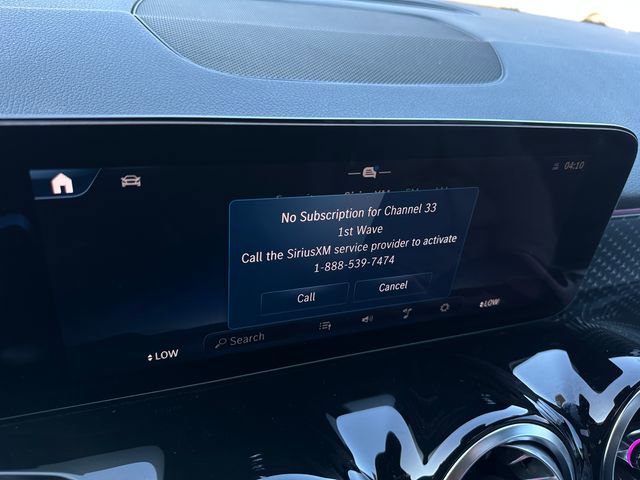 04:10
No Subscription for Channel 33
1st Wave
Call the SiriusXM service provider to activate
1-888-539-7474
Call
Cancel
Search
LOW
LOW